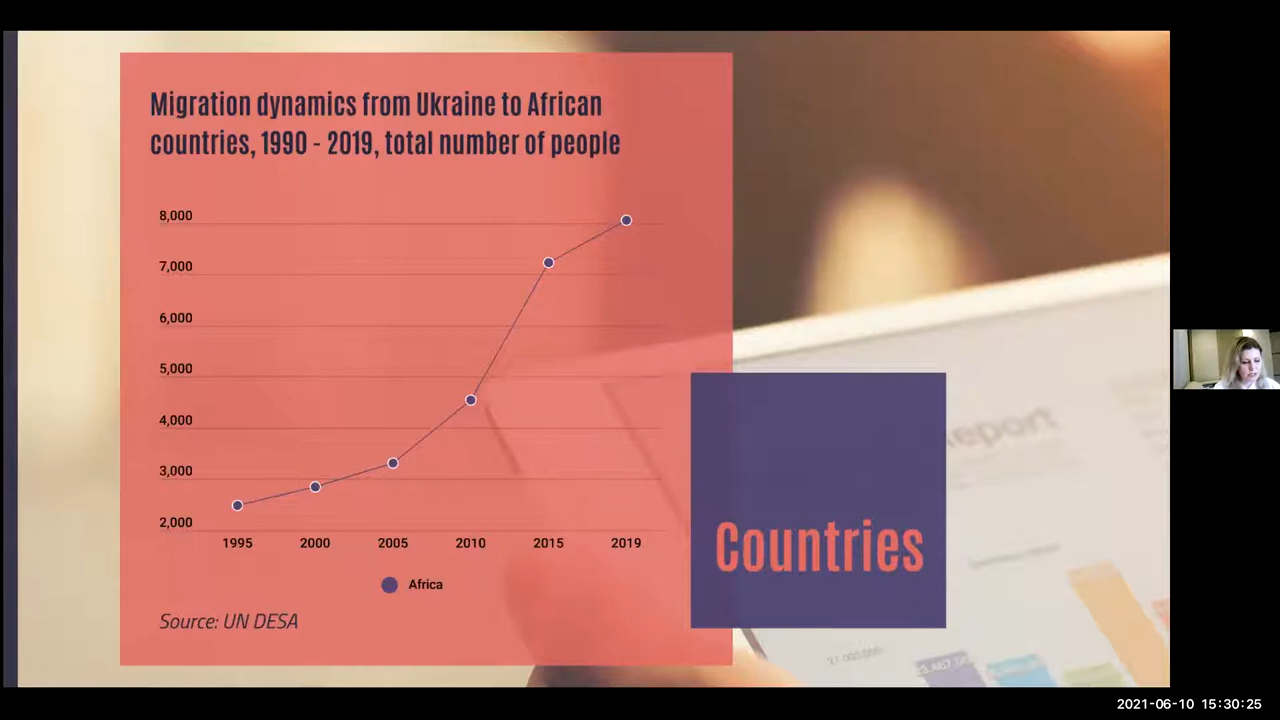 Migration dynamics from Ukraine to African
countries, 1990 - 2019, total number of people
8,000
7,000
6,000
5,000
4,000
3,000
2,000
1995 2000 2005 2010 2015 2019
Africa
Source: UN DESA
Countries
Report
2021-06-10 15:30:25